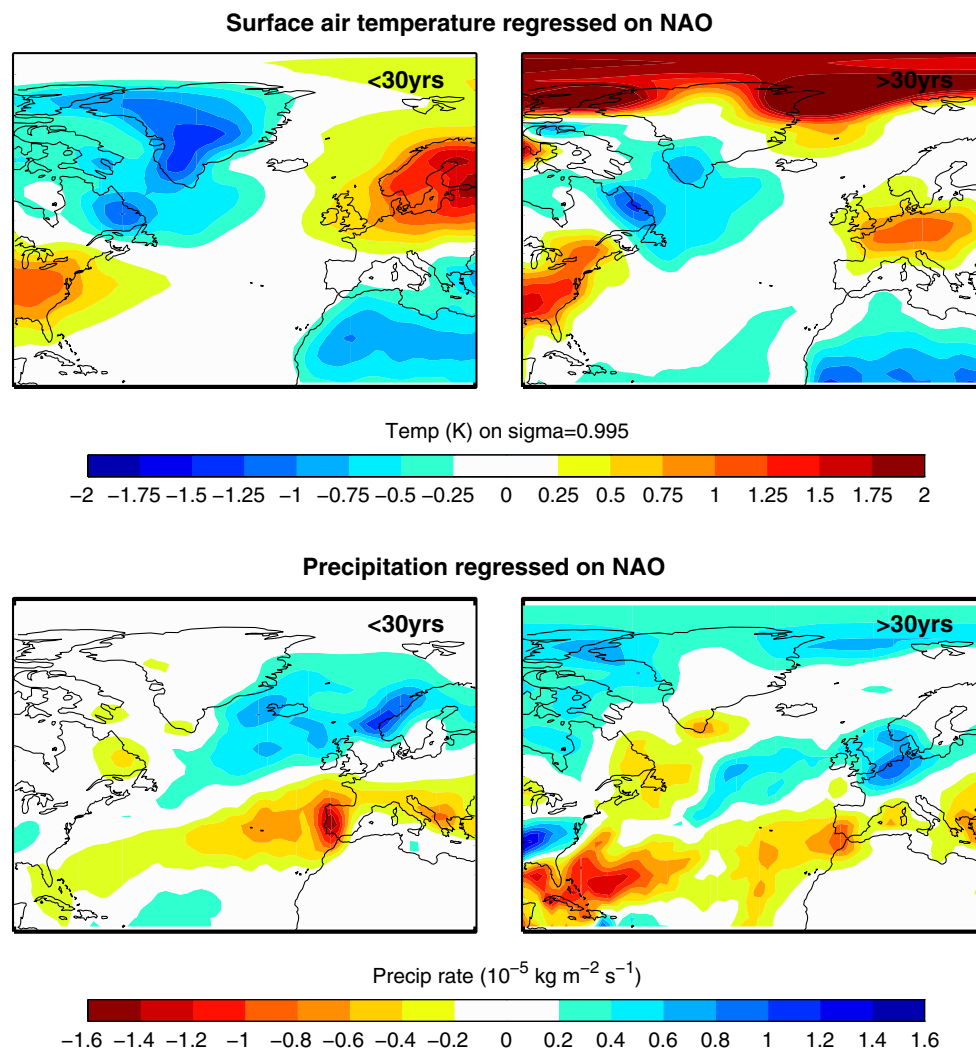 Surface air temperature regressed on NAO
<30yrs
>30yrs
Temp (K) on sigma=0.995
−2 −1.75 −1.5 −1.25 −1 −0.75 −0.5 −0.25 0 0.25 0.5 0.75 1 1.25 1.5 1.75 2
Precipitation regressed on NAO
<30yrs
>30yrs
Precip rate (10⁻⁵ kg m⁻² s⁻¹)
−1.6 −1.4 −1.2 −1 −0.8 −0.6 −0.4 −0.2 0 0.2 0.4 0.6 0.8 1 1.2 1.4 1.6